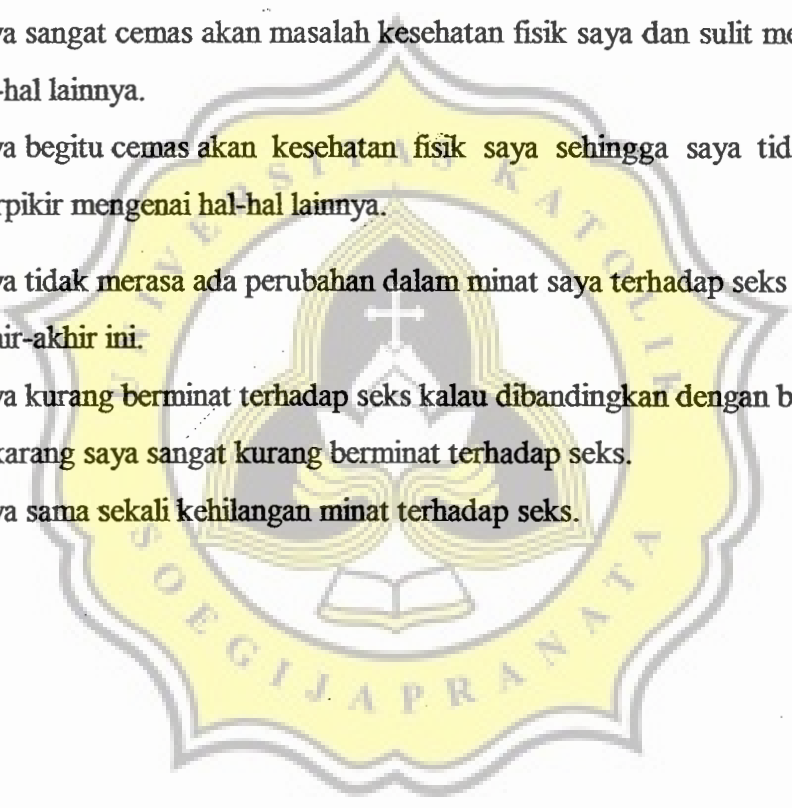 ya sangat cemas akan masalah kesehatan fisik saya dan sulit me
-hal lainnya.
ya begitu cemas akan kesehatan fisik saya sehingga saya tid
rpikir mengenai hal-hal lainnya.
ya tidak merasa ada perubahan dalam minat saya terhadap seks
hir-akhir ini.
ya kurang berminat terhadap seks kalau dibandingkan dengan b
karang saya sangat kurang berminat terhadap seks.
ya sama sekali kehilangan minat terhadap seks.
UNIVERSITAS KATOLIK
SOEGIJAPRANATA